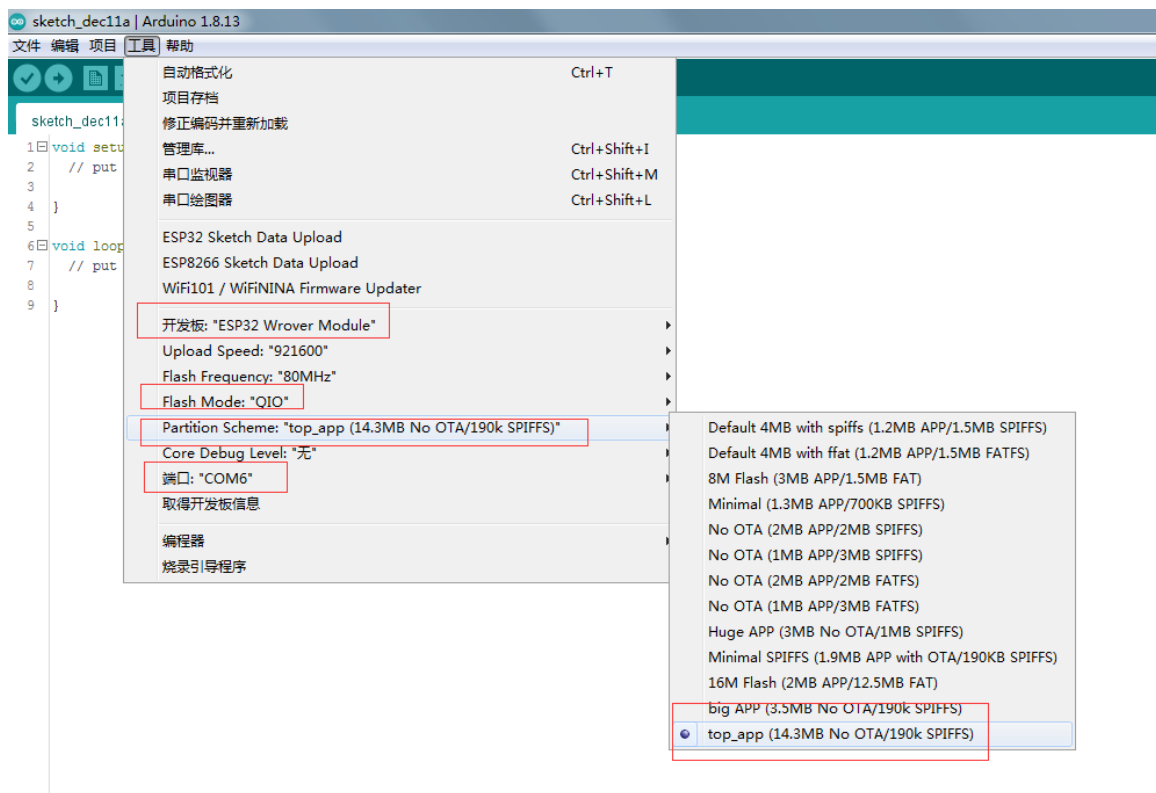 sketch_dec11a | Arduino 1.8.13
文件 编辑 项目 工具 帮助
sketch_dec11a
1 void setu
2 // put
3
4 }
5
6 void loop
7 // put
8
9 }
自动格式化 Ctrl+T
项目存档
修正编码并重新加载
管理库... Ctrl+Shift+I
串口监视器 Ctrl+Shift+M
串口绘图器 Ctrl+Shift+L
ESP32 Sketch Data Upload
ESP8266 Sketch Data Upload
WiFi101 / WiFiNINA Firmware Updater
开发板: "ESP32 Wrover Module"
Upload Speed: "921600"
Flash Frequency: "80MHz"
Flash Mode: "QIO"
Partition Scheme: "top_app (14.3MB No OTA/190k SPIFFS)"
Core Debug Level: "无"
端口: "COM6"
取得开发板信息
编程器
烧录引导程序
Default 4MB with spiffs (1.2MB APP/1.5MB SPIFFS)
Default 4MB with ffat (1.2MB APP/1.5MB FATFS)
8M Flash (3MB APP/1.5MB FAT)
Minimal (1.3MB APP/700KB SPIFFS)
No OTA (2MB APP/2MB SPIFFS)
No OTA (1MB APP/3MB SPIFFS)
No OTA (2MB APP/2MB FATFS)
No OTA (1MB APP/3MB FATFS)
Huge APP (3MB No OTA/1MB SPIFFS)
Minimal SPIFFS (1.9MB APP with OTA/190KB SPIFFS)
16M Flash (2MB APP/12.5MB FAT)
big APP (3.5MB No OTA/190k SPIFFS)
top_app (14.3MB No OTA/190k SPIFFS)